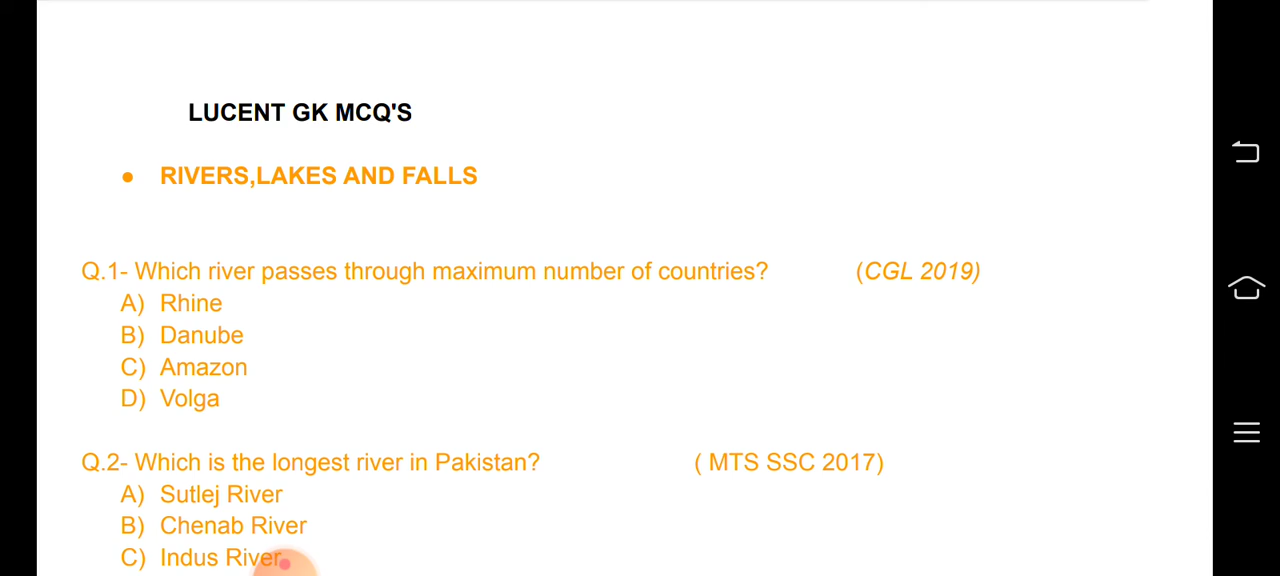 LUCENT GK MCQ'S
● RIVERS,LAKES AND FALLS
Q.1- Which river passes through maximum number of countries? (CGL 2019)
A) Rhine
B) Danube
C) Amazon
D) Volga
Q.2- Which is the longest river in Pakistan? ( MTS SSC 2017)
A) Sutlej River
B) Chenab River
C) Indus River